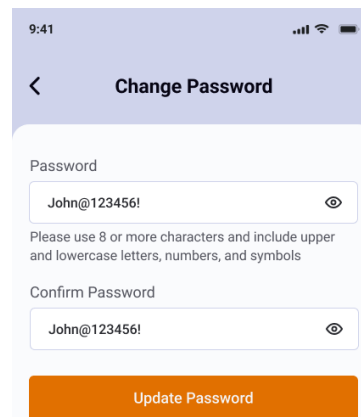 9:41
Change Password
Password
John@123456!
Please use 8 or more characters and include upper
and lowercase letters, numbers, and symbols
Confirm Password
John@123456!
Update Password